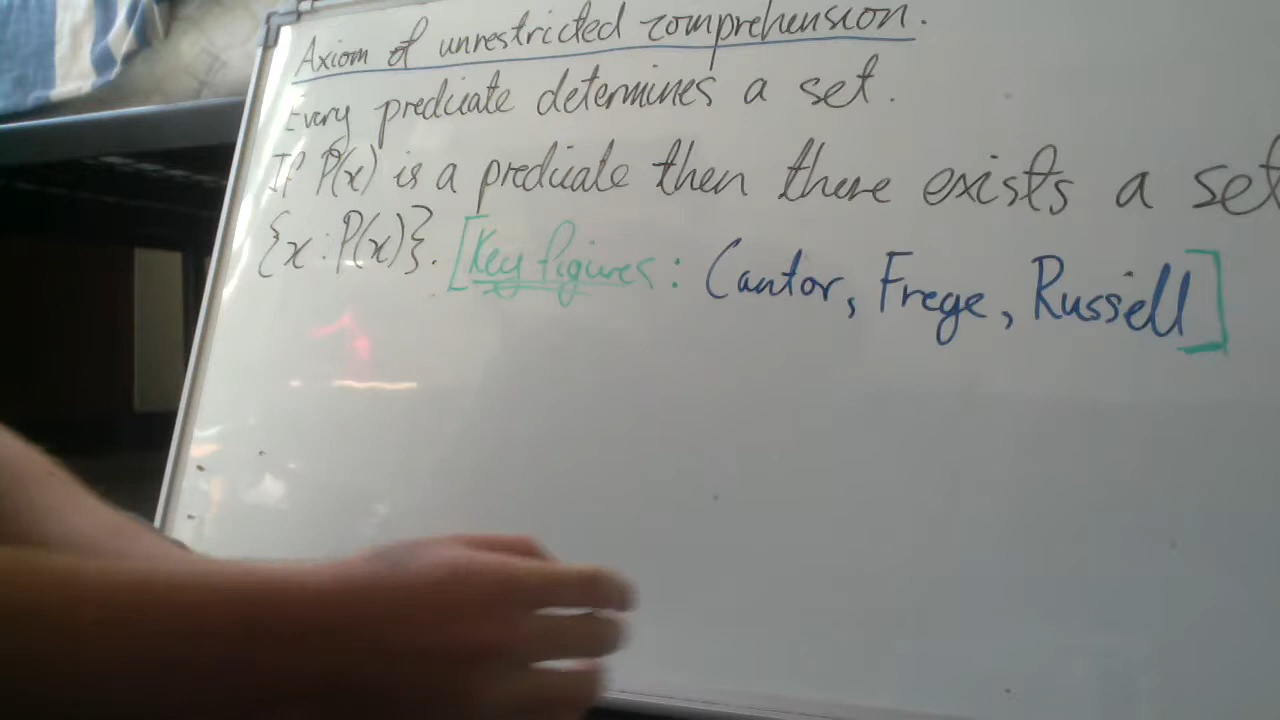 Axiom of unrestricted comprehension.
Every predicate determines a set.
If P(x) is a predicate then there exists a set
{x : P(x)}. [Key figures: Cantor, Frege, Russell]